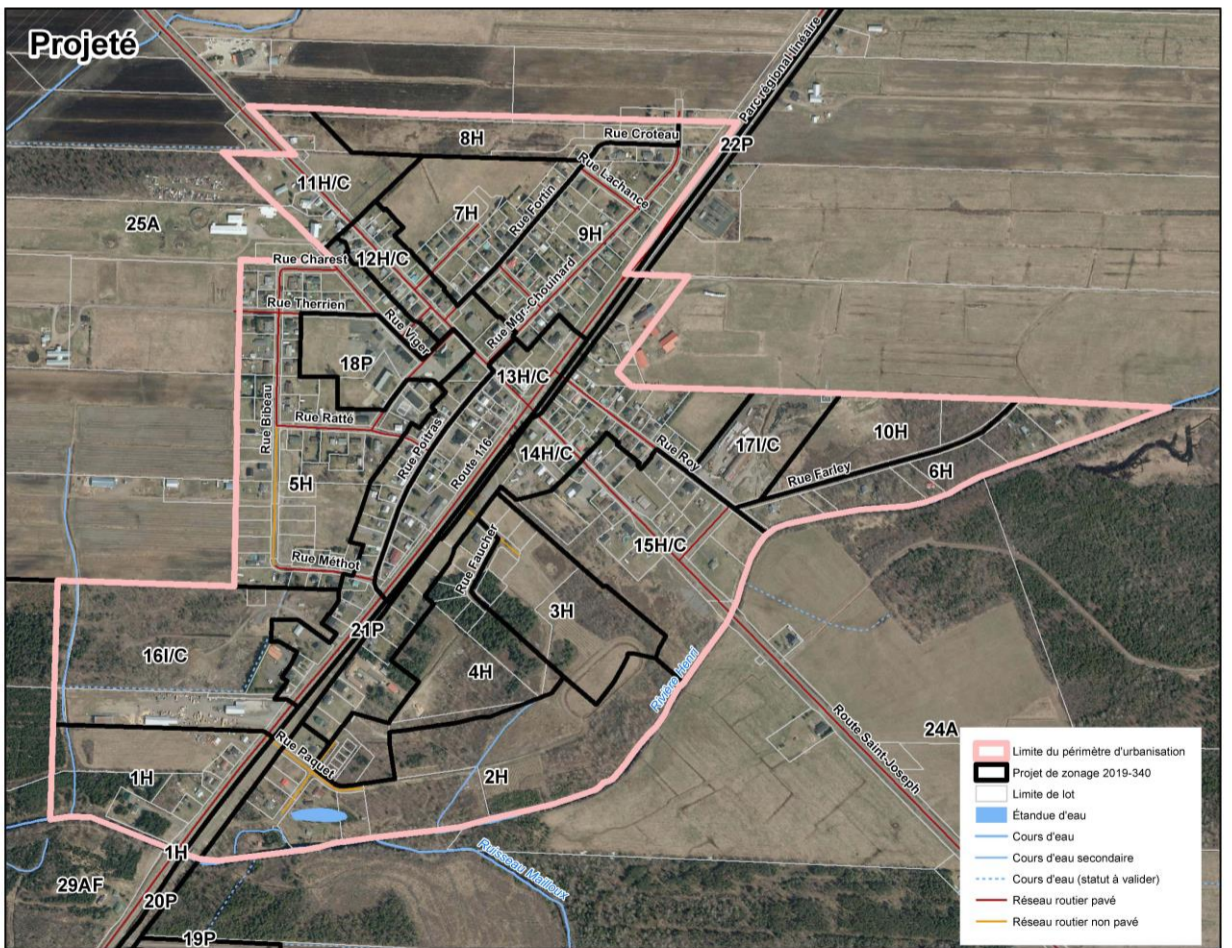 Projeté
Parc régional linéaire
8H
Rue Croteau
22P
Rue Lachance
11H/C
Rue Fortin
7H
25A
9H
12H/C
Rue Charest
Rue Therrien
Rue Mgr.-Chouinard
Rue Viger
18P
13H/C
Rue Ratté
Rue Bibeau
Rue Poitras
Route 116
14H/C
Rue Roy
17I/C
10H
Rue Farley
6H
5H
15H/C
Rue Faucher
Rue Méthot
3H
21P
16I/C
4H
Rivière Henri
Route Saint-Joseph
24A
Rue Paquet
1H
2H
1H
Ruisseau Mailloux
29AF
20P
19P
Limite du périmètre d'urbanisation
Projet de zonage 2019-340
Limite de lot
Étandue d'eau
Cours d'eau
Cours d'eau secondaire
Cours d'eau (statut à valider)
Réseau routier pavé
Réseau routier non pavé